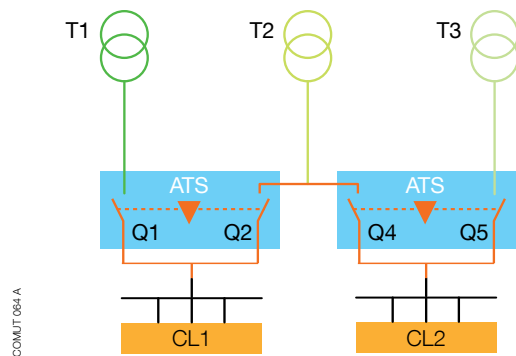 T1 T2 T3
ATS ATS
Q1 Q2 Q4 Q5
CL1 CL2
COMUT 064 A